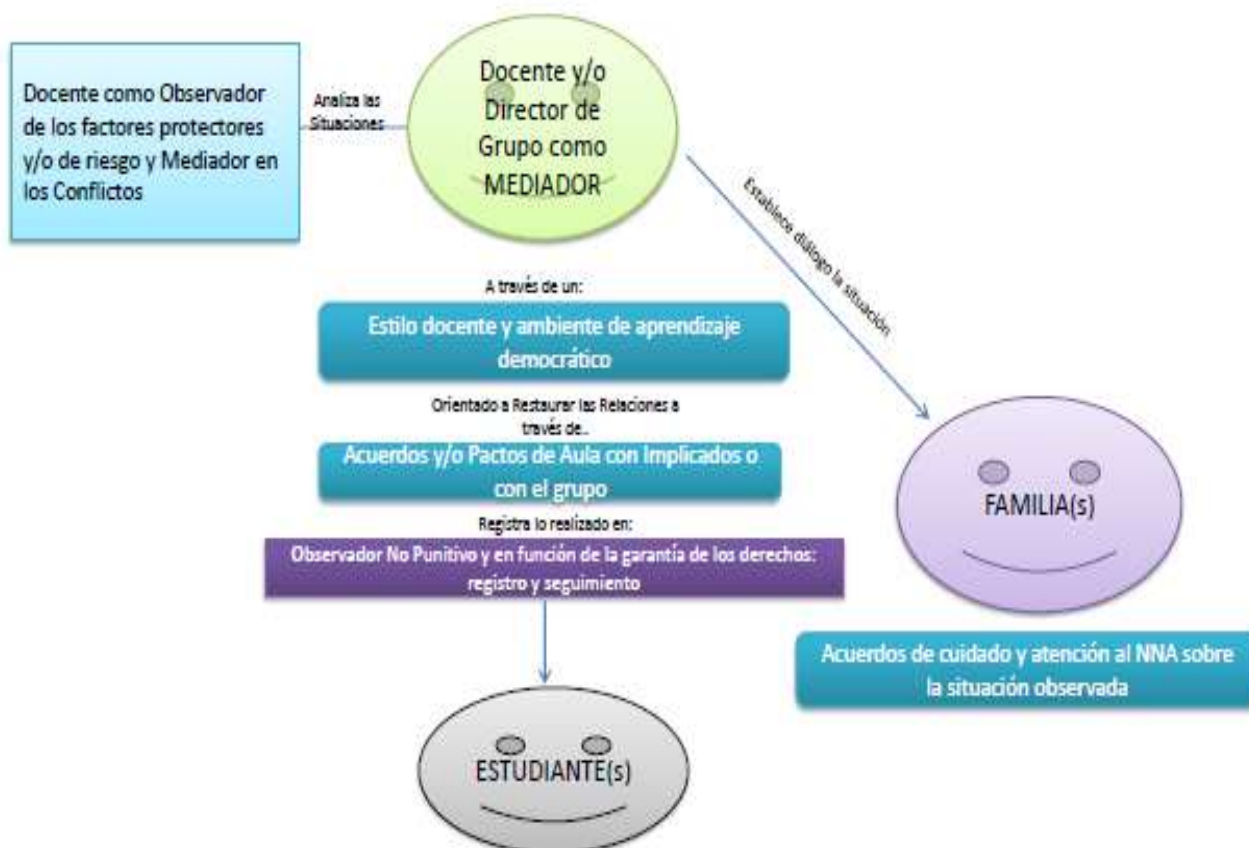 Docente como Observador
de los factores protectores
y/o de riesgo y Mediador en
los Conflictos
Analiza las
Situaciones
Docente y/o
Director de
Grupo como
MEDIADOR
Establece diálogo la situación
A través de un:
Estilo docente y ambiente de aprendizaje
democrático
Orientado a Restaurar las Relaciones a
través de..
Acuerdos y/o Pactos de Aula con Implicados o
con el grupo
Registra lo realizado en:
Observador No Punitivo y en función de la garantía de los derechos:
registro y seguimiento
FAMILIA(s)
Acuerdos de cuidado y atención al NNA sobre
la situación observada
ESTUDIANTE(s)